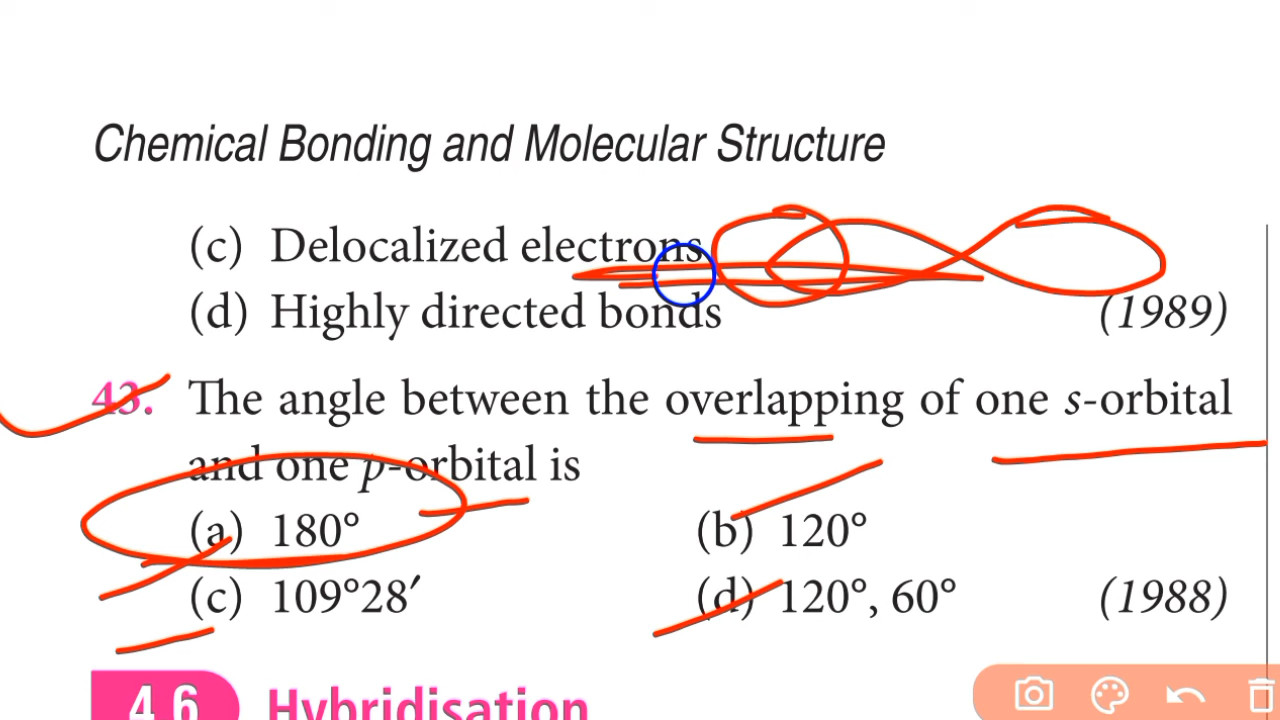 Chemical Bonding and Molecular Structure
(c) Delocalized electrons
(d) Highly directed bonds (1989)
43. The angle between the overlapping of one s-orbital
and one p-orbital is
(a) 180° (b) 120°
(c) 109°28′ (d) 120°, 60° (1988)
4.6 Hybridisation